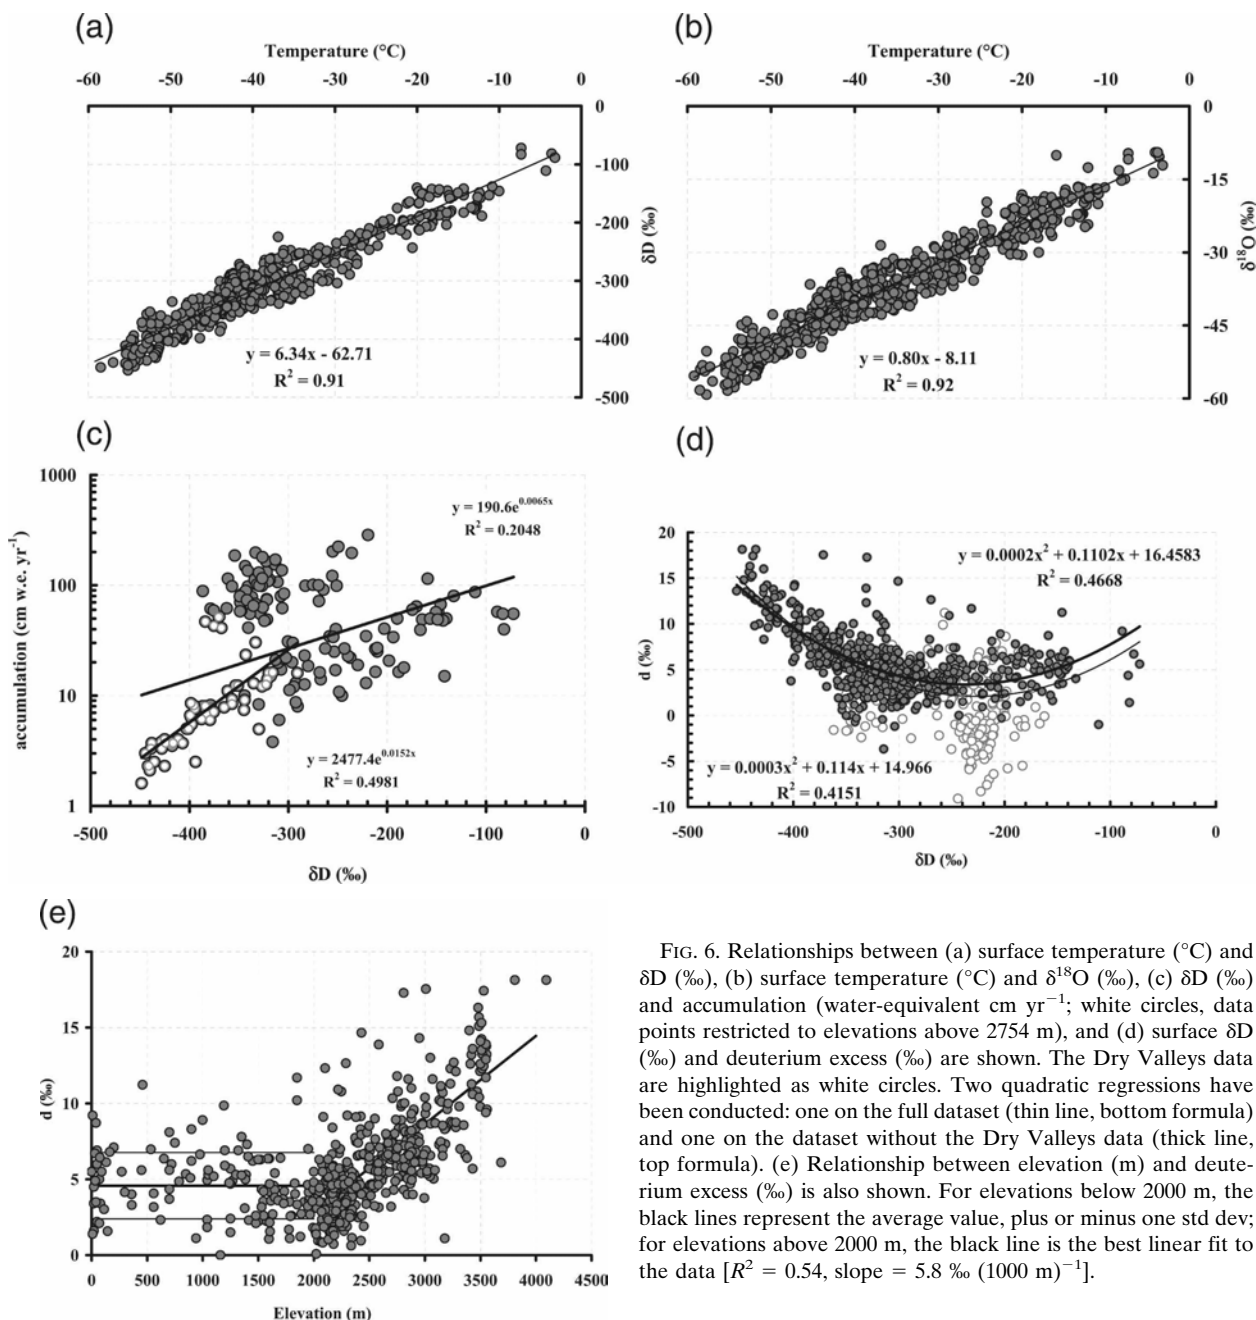 (a)
Temperature (°C)
-60 -50 -40 -30 -20 -10 0
0
-100
-200
-300
-400
-500
δD (‰)
y = 6.34x - 62.71
R² = 0.91
(b)
Temperature (°C)
-60 -50 -40 -30 -20 -10 0
0
-15
-30
-45
-60
δ¹⁸O (‰)
y = 0.80x - 8.11
R² = 0.92
(c)
1000
100
10
1
accumulation (cm w.e. yr⁻¹)
y = 190.6e^0.0065x
R² = 0.2048
y = 2477.4e^0.0152x
R² = 0.4981
-500 -400 -300 -200 -100 0
δD (‰)
(d)
20
15
10
5
0
-5
-10
d (‰)
y = 0.0002x² + 0.1102x + 16.4583
R² = 0.4668
y = 0.0003x² + 0.114x + 14.966
R² = 0.4151
-500 -400 -300 -200 -100 0
δD (‰)
(e)
20
15
10
5
0
d (‰)
0 500 1000 1500 2000 2500 3000 3500 4000 4500
Elevation (m)
FIG. 6. Relationships between (a) surface temperature (°C) and
δD (‰), (b) surface temperature (°C) and δ¹⁸O (‰), (c) δD (‰)
and accumulation (water-equivalent cm yr⁻¹; white circles, data
points restricted to elevations above 2754 m), and (d) surface δD
(‰) and deuterium excess (‰) are shown. The Dry Valleys data
are highlighted as white circles. Two quadratic regressions have
been conducted: one on the full dataset (thin line, bottom formula)
and one on the dataset without the Dry Valleys data (thick line,
top formula). (e) Relationship between elevation (m) and deute-
rium excess (‰) is also shown. For elevations below 2000 m, the
black lines represent the average value, plus or minus one std dev;
for elevations above 2000 m, the black line is the best linear fit to
the data [R² = 0.54, slope = 5.8 ‰ (1000 m)⁻¹].